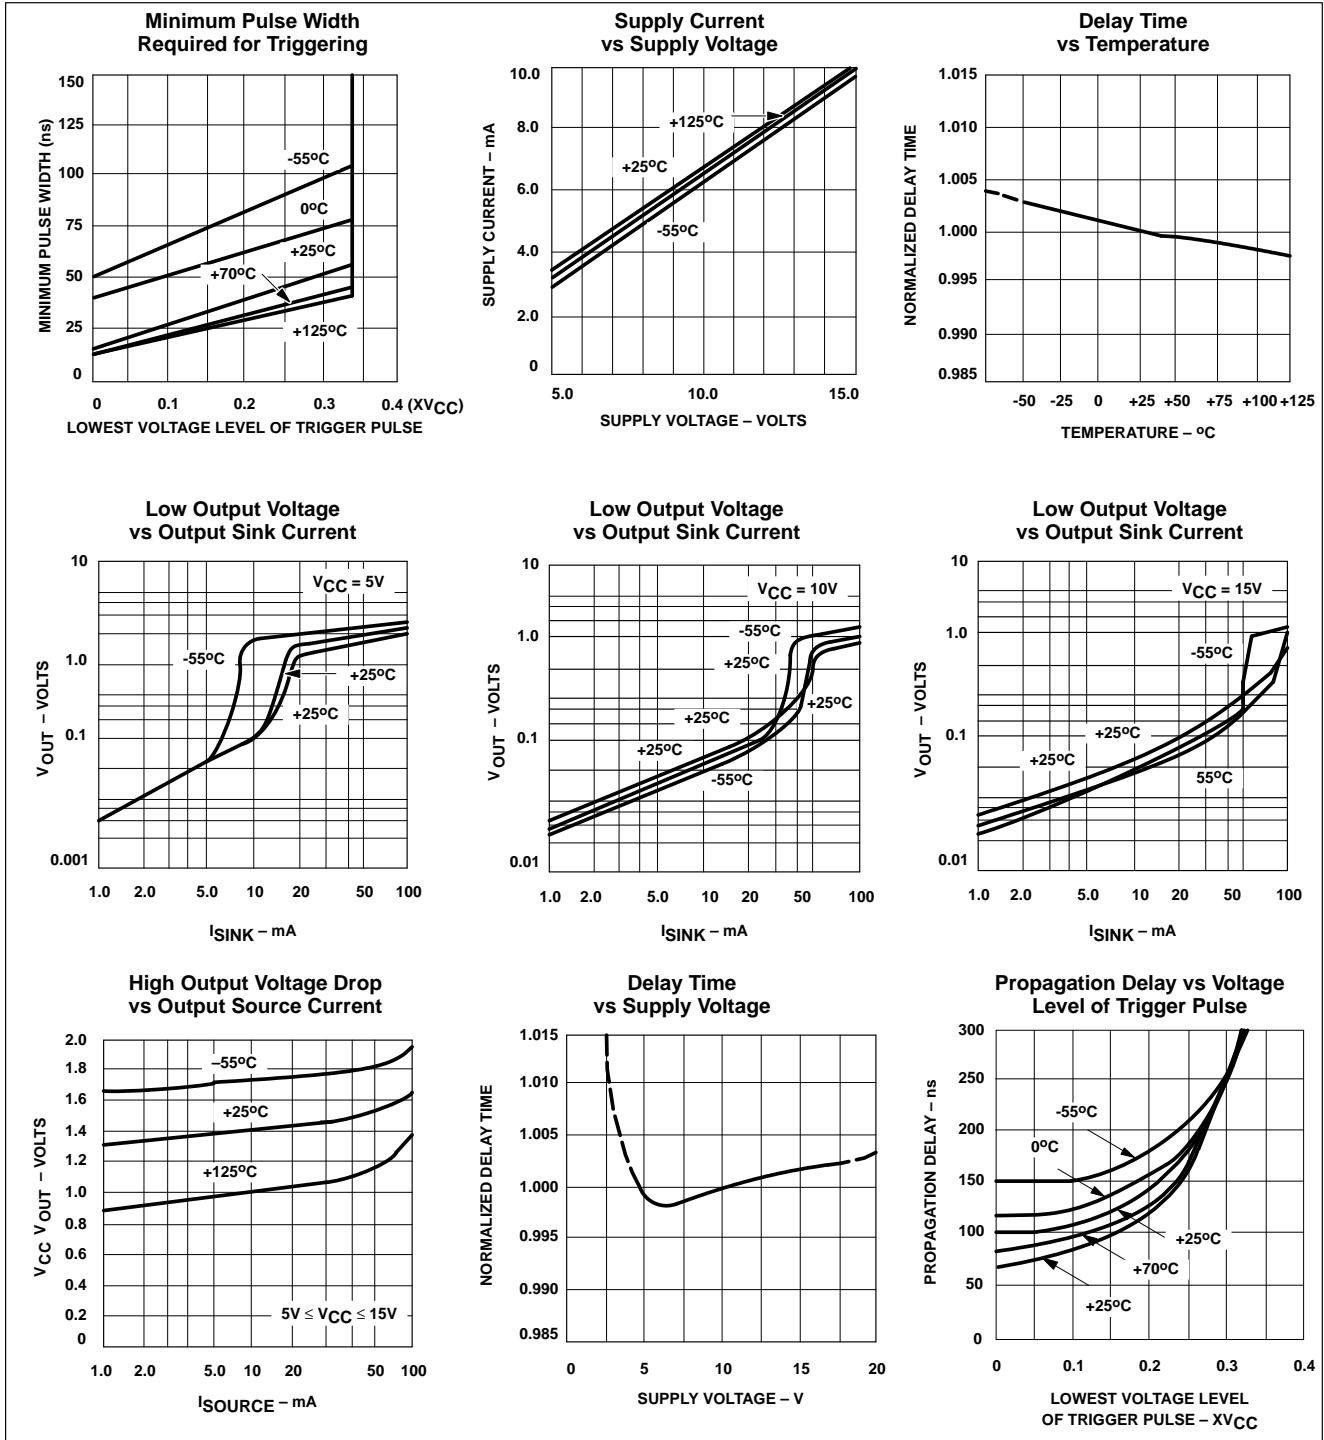 Minimum Pulse Width
Required for Triggering
MINIMUM PULSE WIDTH (ns)
150
125
100
75
50
25
0
-55°C
0°C
+25°C
+70°C
+125°C
0 0.1 0.2 0.3 0.4 (XVCC)
LOWEST VOLTAGE LEVEL OF TRIGGER PULSE
Supply Current
vs Supply Voltage
SUPPLY CURRENT – mA
10.0
8.0
6.0
4.0
2.0
0
+125°C
+25°C
-55°C
5.0 10.0 15.0
SUPPLY VOLTAGE – VOLTS
Delay Time
vs Temperature
NORMALIZED DELAY TIME
1.015
1.010
1.005
1.000
0.995
0.990
0.985
-50 -25 0 +25 +50 +75 +100 +125
TEMPERATURE – °C
Low Output Voltage
vs Output Sink Current
VOUT – VOLTS
10
1.0
0.1
0.001
VCC = 5V
-55°C
+25°C
+25°C
1.0 2.0 5.0 10 20 50 100
ISINK – mA
Low Output Voltage
vs Output Sink Current
VOUT – VOLTS
10
1.0
0.1
0.01
VCC = 10V
-55°C
+25°C
+25°C
+25°C
+25°C
-55°C
1.0 2.0 5.0 10 20 50 100
ISINK – mA
Low Output Voltage
vs Output Sink Current
VOUT – VOLTS
10
1.0
0.1
0.01
VCC = 15V
-55°C
+25°C
+25°C
55°C
1.0 2.0 5.0 10 20 50 100
ISINK – mA
High Output Voltage Drop
vs Output Source Current
VCC VOUT – VOLTS
2.0
1.8
1.6
1.4
1.2
1.0
0.8
0.6
0.4
0.2
0
–55°C
+25°C
+125°C
5V ≤ VCC ≤ 15V
1.0 2.0 5.0 10 20 50 100
ISOURCE – mA
Delay Time
vs Supply Voltage
NORMALIZED DELAY TIME
1.015
1.010
1.005
1.000
0.995
0.990
0.985
0 5 10 15 20
SUPPLY VOLTAGE – V
Propagation Delay vs Voltage
Level of Trigger Pulse
PROPAGATION DELAY – ns
300
250
200
150
100
50
0
-55°C
0°C
+25°C
+70°C
+25°C
0 0.1 0.2 0.3 0.4
LOWEST VOLTAGE LEVEL
OF TRIGGER PULSE – XVCC